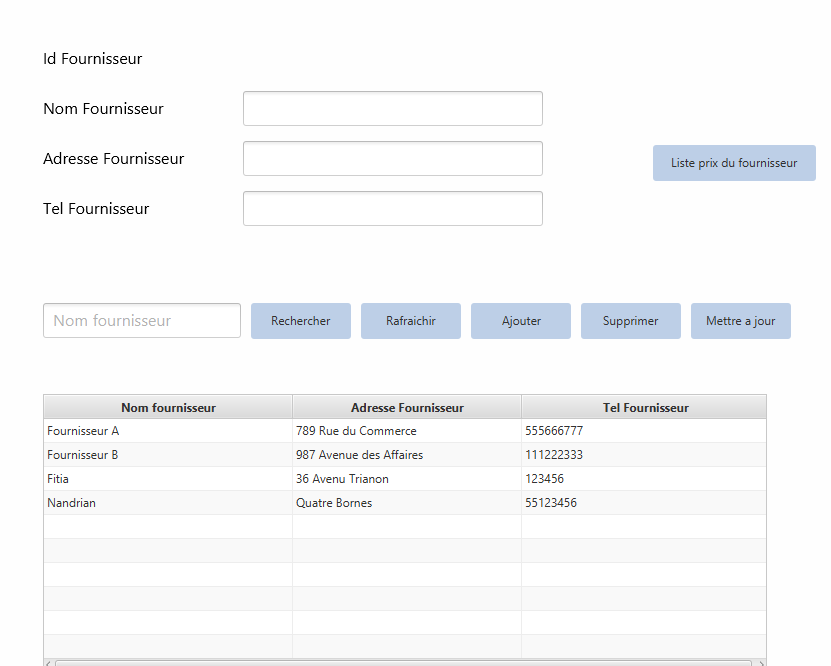 Id Fournisseur
Nom Fournisseur
Adresse Fournisseur
Liste prix du fournisseur
Tel Fournisseur
Nom fournisseur Rechercher Rafraichir Ajouter Supprimer Mettre a jour
Nom fournisseur Adresse Fournisseur Tel Fournisseur
Fournisseur A 789 Rue du Commerce 555666777
Fournisseur B 987 Avenue des Affaires 111222333
Fitia 36 Avenu Trianon 123456
Nandrian Quatre Bornes 55123456